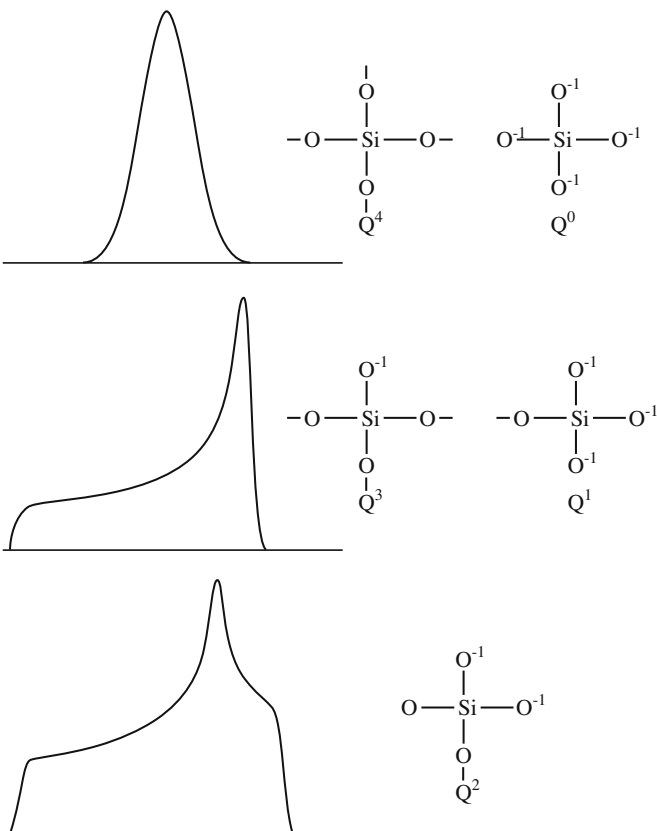 O
–O–Si–O–
O
Q⁴
O⁻¹
O⁻¹–Si–O⁻¹
O⁻¹
Q⁰
O⁻¹
–O–Si–O–
O
Q³
O⁻¹
–O–Si–O⁻¹
O⁻¹
Q¹
O⁻¹
O–Si–O⁻¹
O
Q²